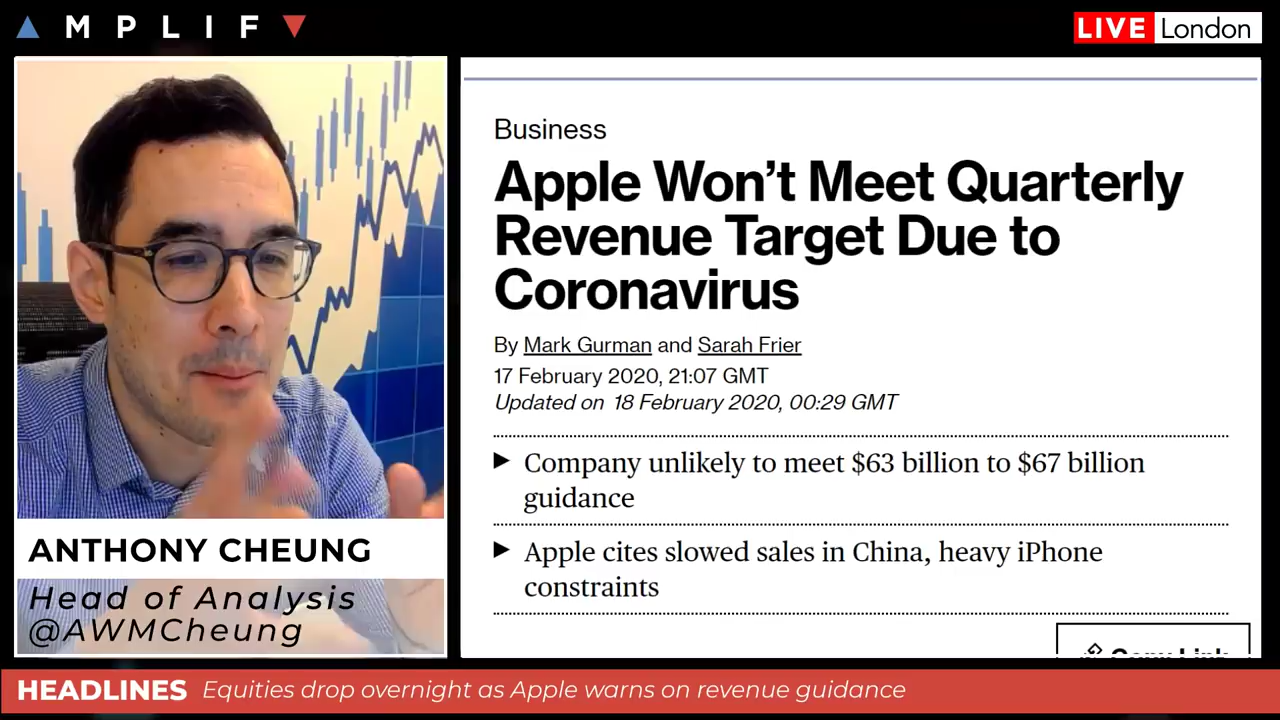 AMPLIFY
LIVE London
Business
Apple Won't Meet Quarterly
Revenue Target Due to
Coronavirus
By Mark Gurman and Sarah Frier
17 February 2020, 21:07 GMT
Updated on 18 February 2020, 00:29 GMT
Company unlikely to meet $63 billion to $67 billion
guidance
Apple cites slowed sales in China, heavy iPhone
constraints
Copy Link
ANTHONY CHEUNG
Head of Analysis
@AWMCheung
HEADLINES Equities drop overnight as Apple warns on revenue guidance